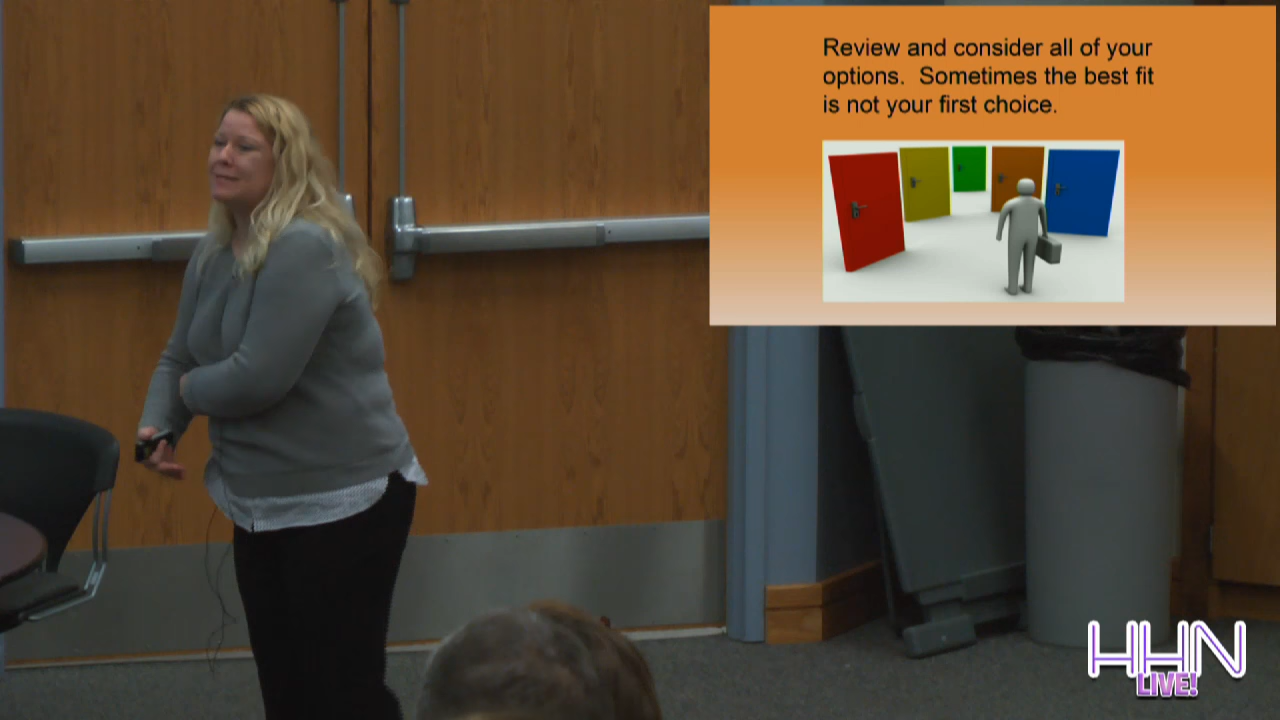 Review and consider all of your
options.  Sometimes the best fit
is not your first choice.
HHN
LIVE!